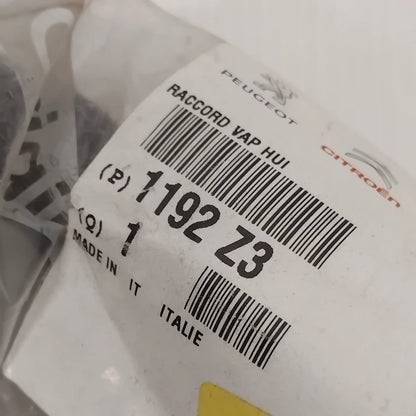 PEUGEOT
CITROËN
RACCORD VAP HUI
(P) 1192 Z3
(Q) 1
MADE IN IT ITALIE